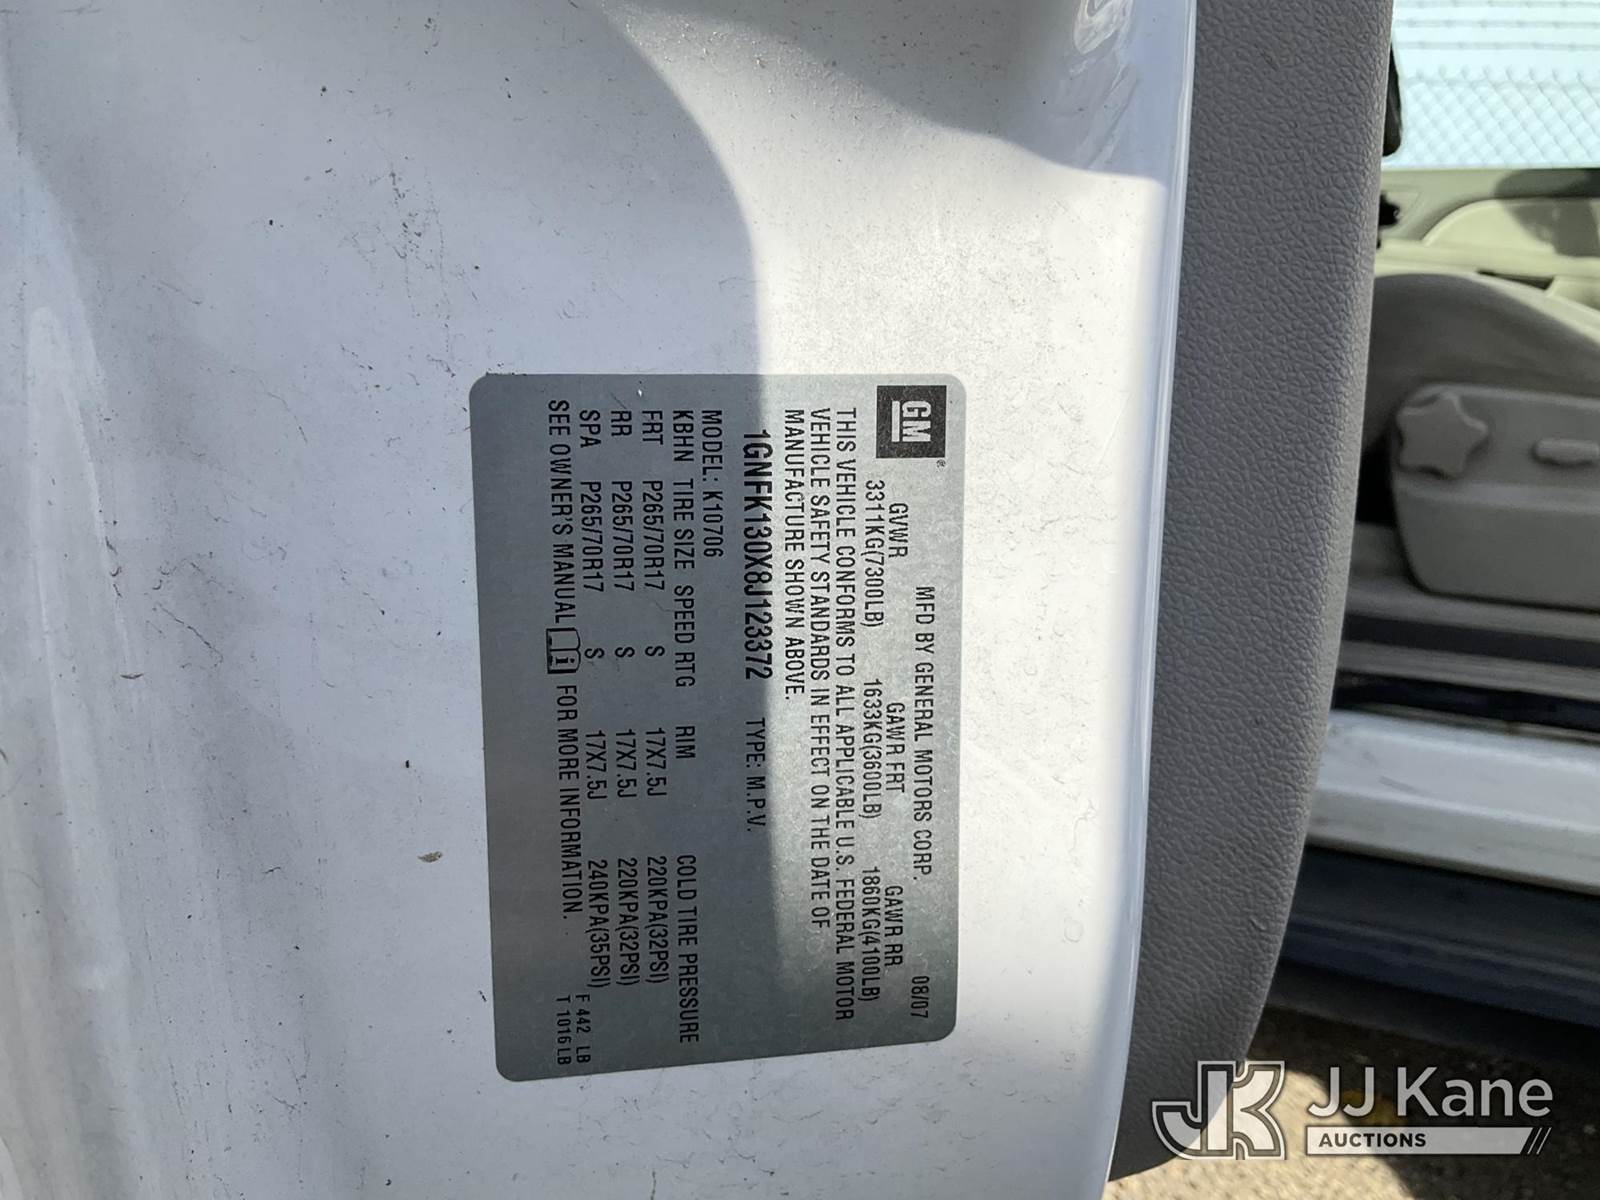 GM
MFD BY GENERAL MOTORS CORP. 08/07
GVWR GAWR FRT GAWR RR
3311KG(7300LB) 1633KG(3600LB) 1860KG(4100LB)
THIS VEHICLE CONFORMS TO ALL APPLICABLE U.S. FEDERAL MOTOR
VEHICLE SAFETY STANDARDS IN EFFECT ON THE DATE OF
MANUFACTURE SHOWN ABOVE.
1GNFK130X8J123372 TYPE: M.P.V.
MODEL: K10706
KBHN TIRE SIZE SPEED RTG RIM COLD TIRE PRESSURE
FRT P265/70R17 S 17X7.5J 220KPA(32PSI)
RR P265/70R17 S 17X7.5J 220KPA(32PSI)
SPA P265/70R17 S 17X7.5J 240KPA(35PSI)
SEE OWNER'S MANUAL i FOR MORE INFORMATION.
F 442 LB
T 1016LB
JK JJ Kane
AUCTIONS